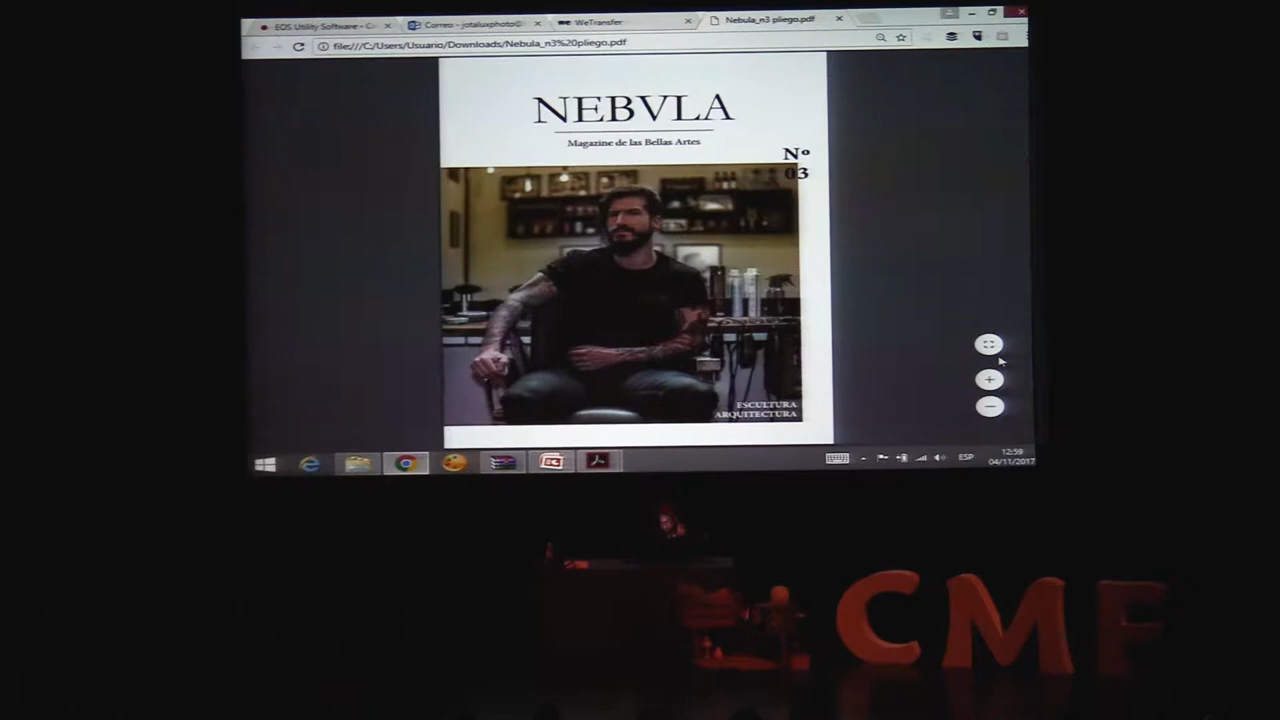 EOS Utility Software - C
Correo - jotaluxphoto@
WeTransfer
Nebula_n3 pliego.pdf
file:///C:/Users/Usuario/Downloads/Nebula_n3%20pliego.pdf
NEBVLA
Magazine de las Bellas Artes
Nº
03
ESCULTURA
ARQUITECTURA
ESP
12:59
04/11/2017
CMF